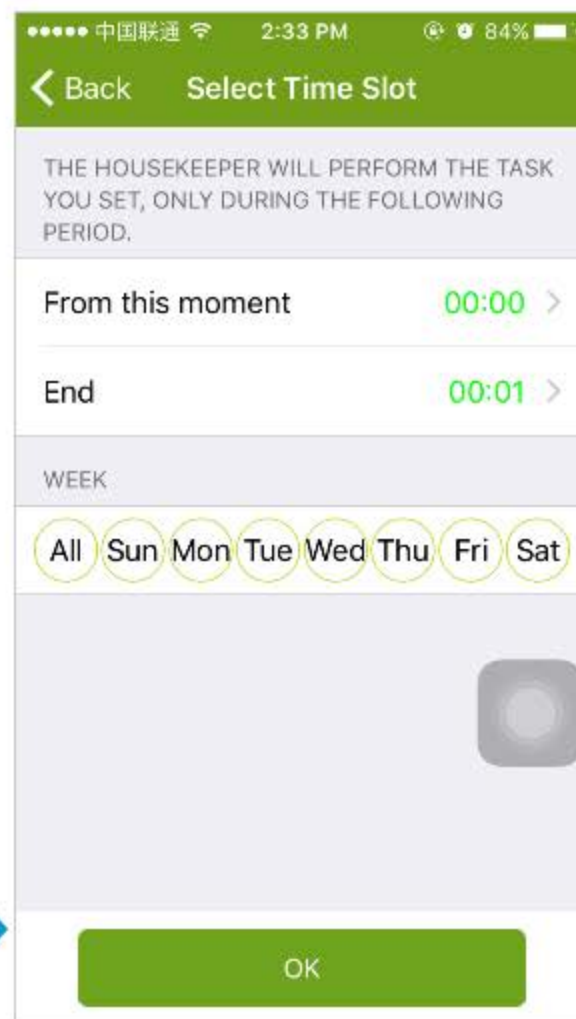 中国联通 2:33 PM 84%
Back Select Time Slot
THE HOUSEKEEPER WILL PERFORM THE TASK
YOU SET, ONLY DURING THE FOLLOWING
PERIOD.
From this moment 00:00
End 00:01
WEEK
All Sun Mon Tue Wed Thu Fri Sat
OK